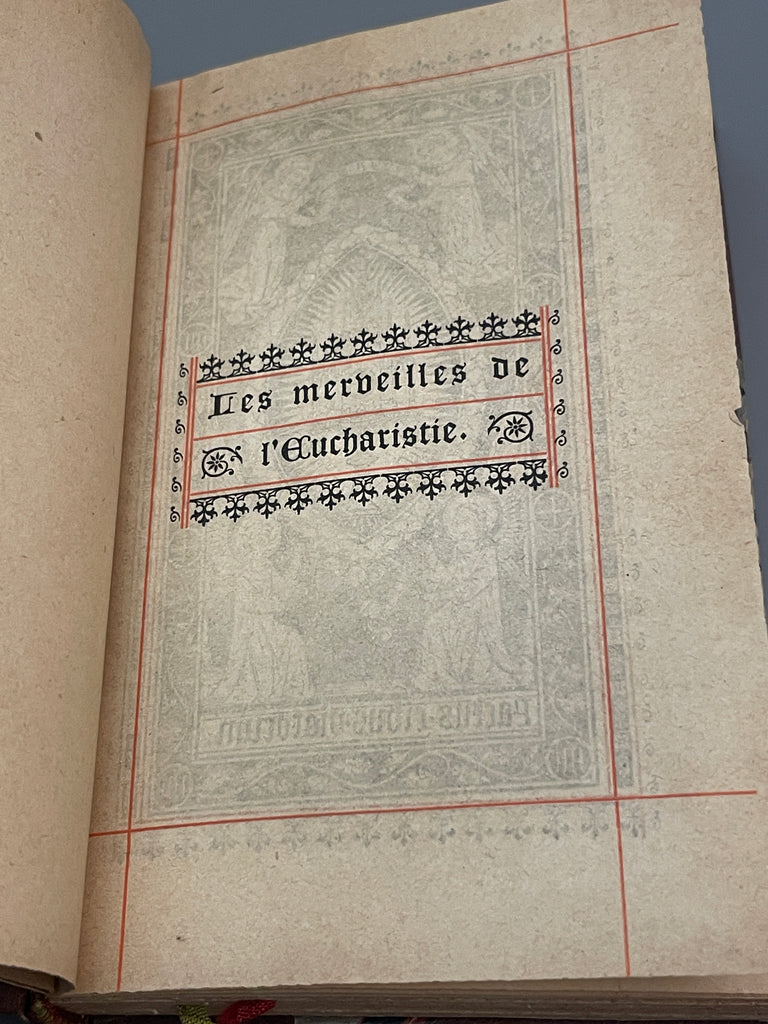 Les merveilles de
l'Eucharistie.